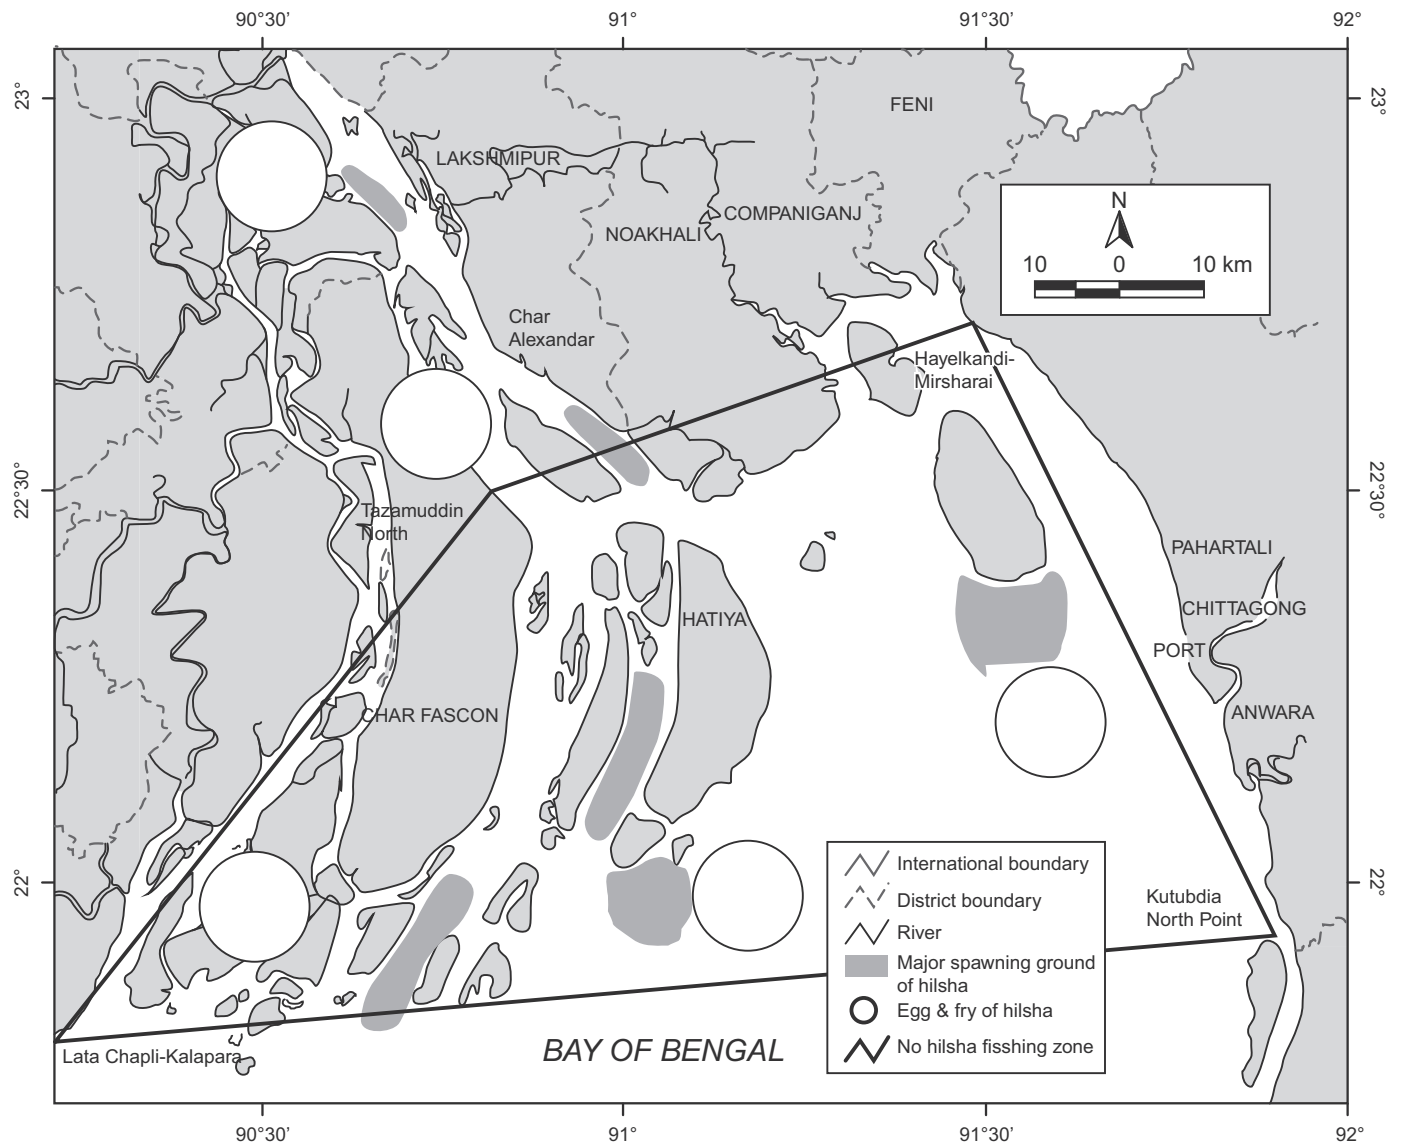 90°30’ 91° 91°30’ 92°
23° 23°
FENI
LAKSHMIPUR
COMPANIGANJ
NOAKHALI
N
10 0 10 km
Char
Alexandar
Hayelkandi-
Mirsharai
22°30’ 22°30°
Tazamuddin
North
PAHARTALI
CHITTAGONG
HATIYA
PORT
CHAR FASCON
ANWARA
22° 22°
Kutubdia
North Point
International boundary
District boundary
River
Major spawning ground
of hilsha
Egg & fry of hilsha
No hilsha fisshing zone
BAY OF BENGAL
Lata Chapli-Kalapara
90°30’ 91° 91°30’ 92°